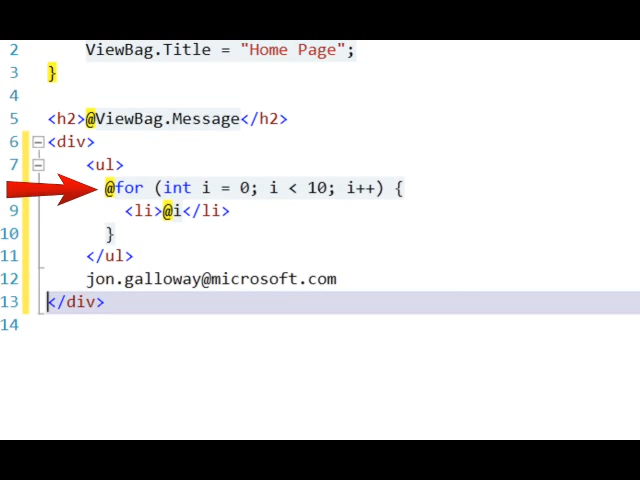 2 ViewBag.Title = "Home Page";
3 }
4
5 <h2>@ViewBag.Message</h2>
6 <div>
7 <ul>
@for (int i = 0; i < 10; i++) {
9 <li>@i</li>
10 }
11 </ul>
12 jon.galloway@microsoft.com
13 </div>
14